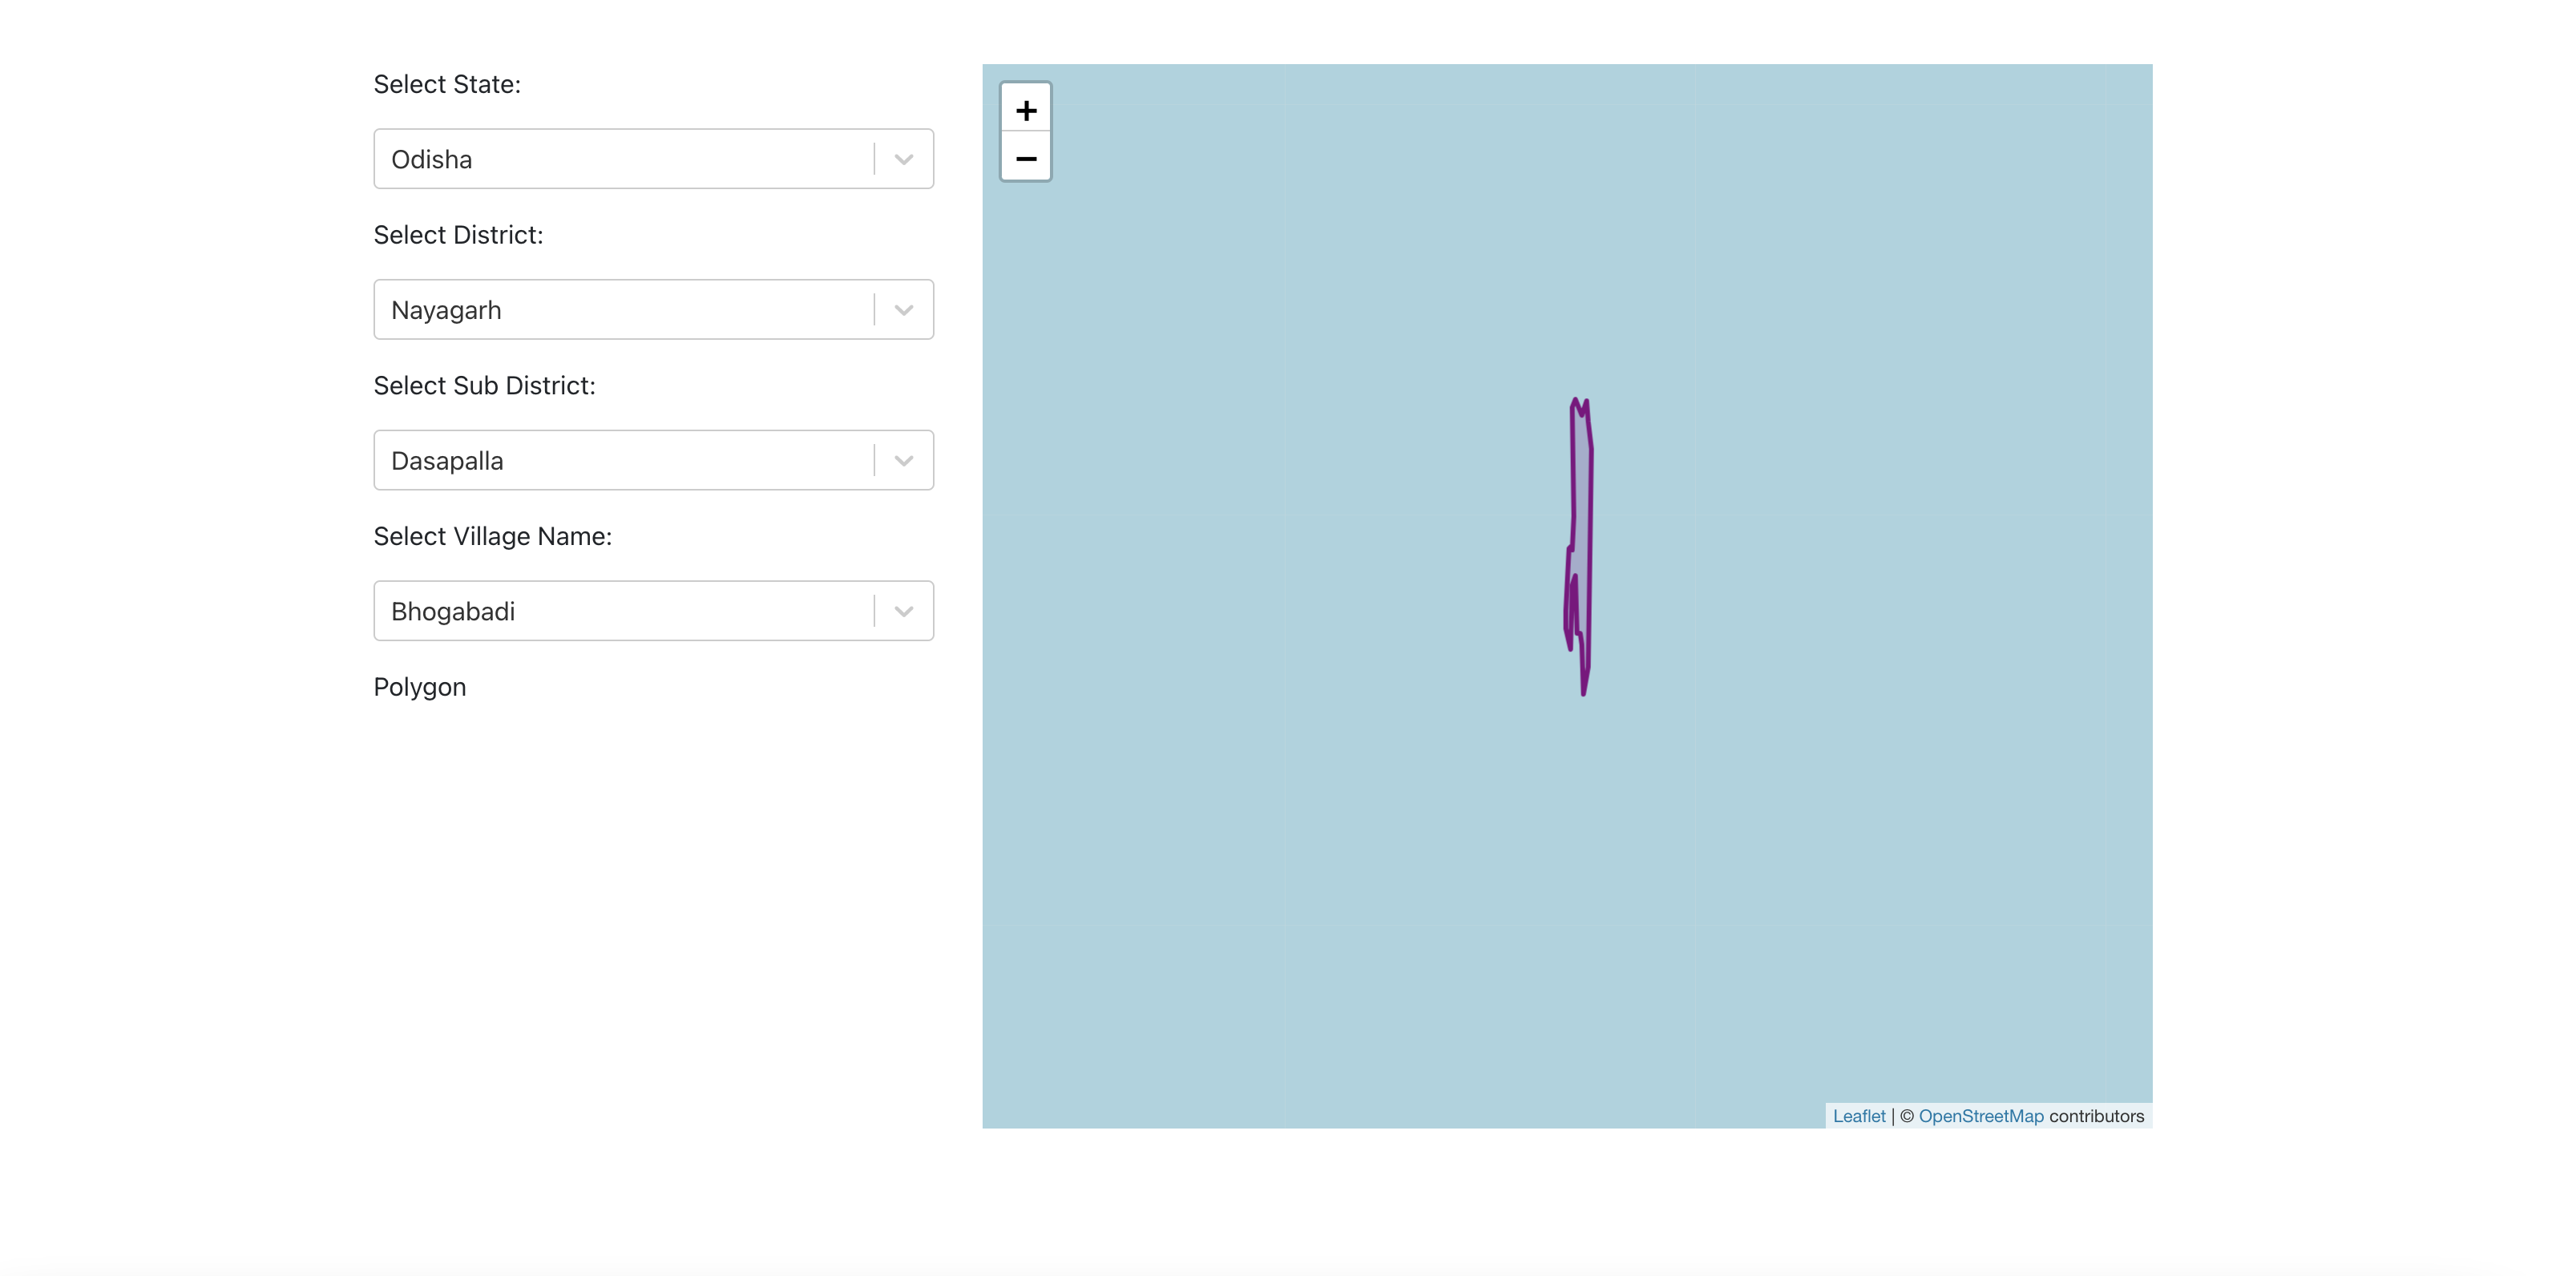 Select State:
Odisha
Select District:
Nayagarh
Select Sub District:
Dasapalla
Select Village Name:
Bhogabadi
Polygon
+
−
Leaflet | © OpenStreetMap contributors